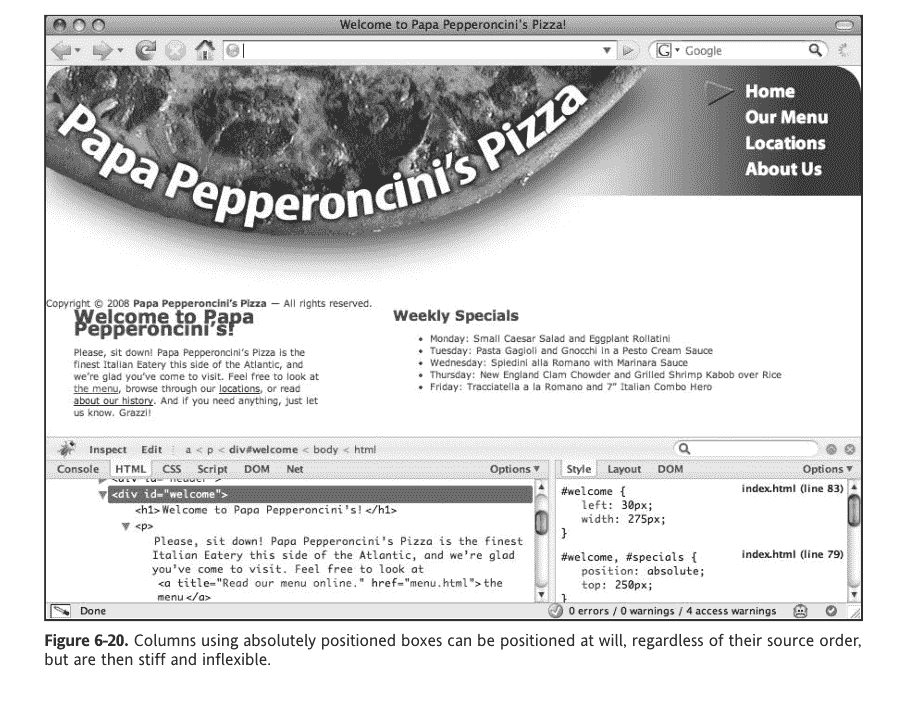 Welcome to Papa Pepperoncini's Pizza!
Google
Papa Pepperoncini's Pizza
Home
Our Menu
Locations
About Us
Copyright © 2008 Papa Pepperoncini's Pizza — All rights reserved.
Welcome to Papa
Pepperoncini's!
Please, sit down! Papa Pepperoncini's Pizza is the
finest Italian Eatery this side of the Atlantic, and
we're glad you've come to visit. Feel free to look at
the menu, browse through our locations, or read
about our history. And if you need anything, just let
us know. Grazzi!
Weekly Specials
• Monday: Small Caesar Salad and Eggplant Rollatini
• Tuesday: Pasta Gagioli and Gnocchi in a Pesto Cream Sauce
• Wednesday: Spledini alla Romano with Marinara Sauce
• Thursday: New England Clam Chowder and Grilled Shrimp Kabob over Rice
• Friday: Tracciatella a la Romano and 7" Italian Combo Hero
Inspect Edit a < p < div#welcome < body < html
Console HTML CSS Script DOM Net Options
<div id="header">
<div id="welcome">
<h1>Welcome to Papa Pepperoncini's!</h1>
<p>
Please, sit down! Papa Pepperoncini's Pizza is the finest
Italian Eatery this side of the Atlantic, and we're glad
you've come to visit. Feel free to look at
<a title="Read our menu online." href="menu.html">the
menu</a>
Style Layout DOM Options
#welcome { index.html (line 83)
left: 30px;
width: 275px;
}
#welcome, #specials { index.html (line 79)
position: absolute;
top: 250px;
}
Done
0 errors / 0 warnings / 4 access warnings
Figure 6-20. Columns using absolutely positioned boxes can be positioned at will, regardless of their source order,
but are then stiff and inflexible.